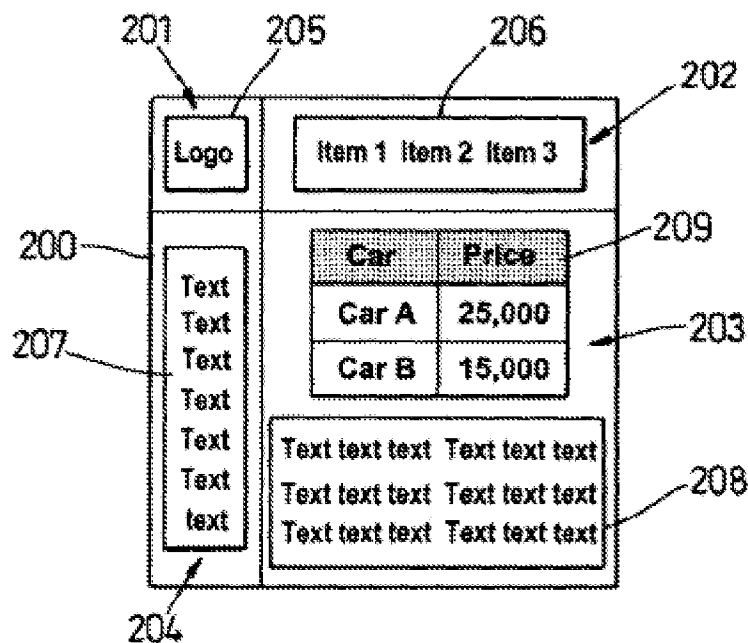 201 205 206 202
Logo
Item 1 Item 2 Item 3
200
209
Car Price
Car A 25,000
Car B 15,000
203
207
Text
Text
Text
Text
Text
Text
text
Text text text Text text text
Text text text Text text text
Text text text Text text text
208
204